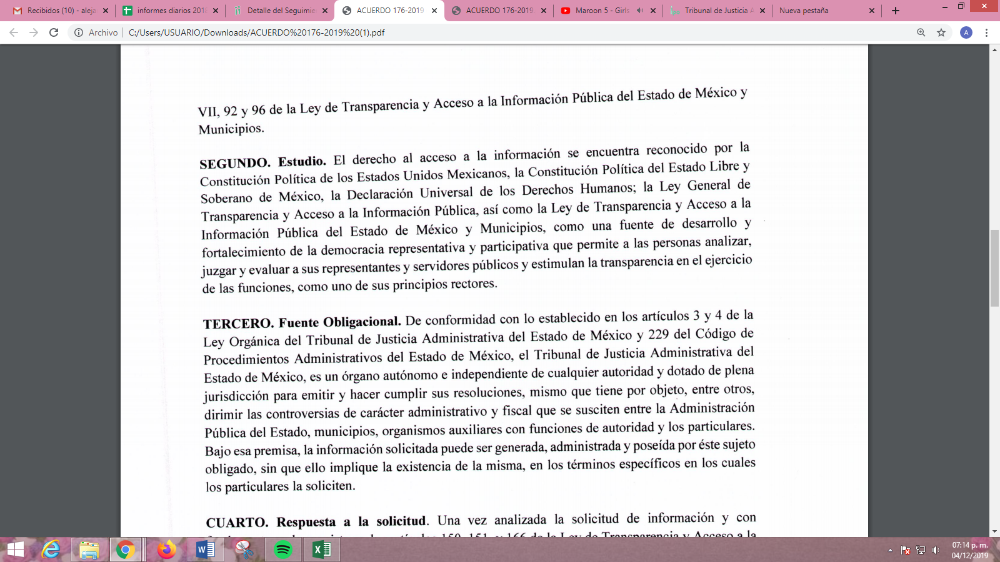 Recibidos (10) - aleja
informes diarios 2018
Detalle del Seguimie
ACUERDO 176-2019
ACUERDO 176-2019
Maroon 5 - Girls
Tribunal de Justicia A
Nueva pestaña
Archivo
C:/Users/USUARIO/Downloads/ACUERDO%20176-2019%20(1).pdf
A
VII, 92 y 96 de la Ley de Transparencia y Acceso a la Información Pública del Estado de México y
Municipios.
SEGUNDO. Estudio. El derecho al acceso a la información se encuentra reconocido por la
Constitución Política de los Estados Unidos Mexicanos, la Constitución Política del Estado Libre y
Soberano de México, la Declaración Universal de los Derechos Humanos; la Ley General de
Transparencia y Acceso a la Información Pública, así como la Ley de Transparencia y Acceso a la
Información Pública del Estado de México y Municipios, como una fuente de desarrollo y
fortalecimiento de la democracia representativa y participativa que permite a las personas analizar,
juzgar y evaluar a sus representantes y servidores públicos y estimulan la transparencia en el ejercicio
de las funciones, como uno de sus principios rectores.
TERCERO. Fuente Obligacional. De conformidad con lo establecido en los artículos 3 y 4 de la
Ley Orgánica del Tribunal de Justicia Administrativa del Estado de México y 229 del Código de
Procedimientos Administrativos del Estado de México, el Tribunal de Justicia Administrativa del
Estado de México, es un órgano autónomo e independiente de cualquier autoridad y dotado de plena
jurisdicción para emitir y hacer cumplir sus resoluciones, mismo que tiene por objeto, entre otros,
dirimir las controversias de carácter administrativo y fiscal que se susciten entre la Administración
Pública del Estado, municipios, organismos auxiliares con funciones de autoridad y los particulares.
Bajo esa premisa, la información solicitada puede ser generada, administrada y poseída por éste sujeto
obligado, sin que ello implique la existencia de la misma, en los términos específicos en los cuales
los particulares la soliciten.
CUARTO. Respuesta a la solicitud. Una vez analizada la solicitud de información y con
150, 151, y 166 de la Ley de Transparencia y Acceso a la
07:14 p. m.
04/12/2019